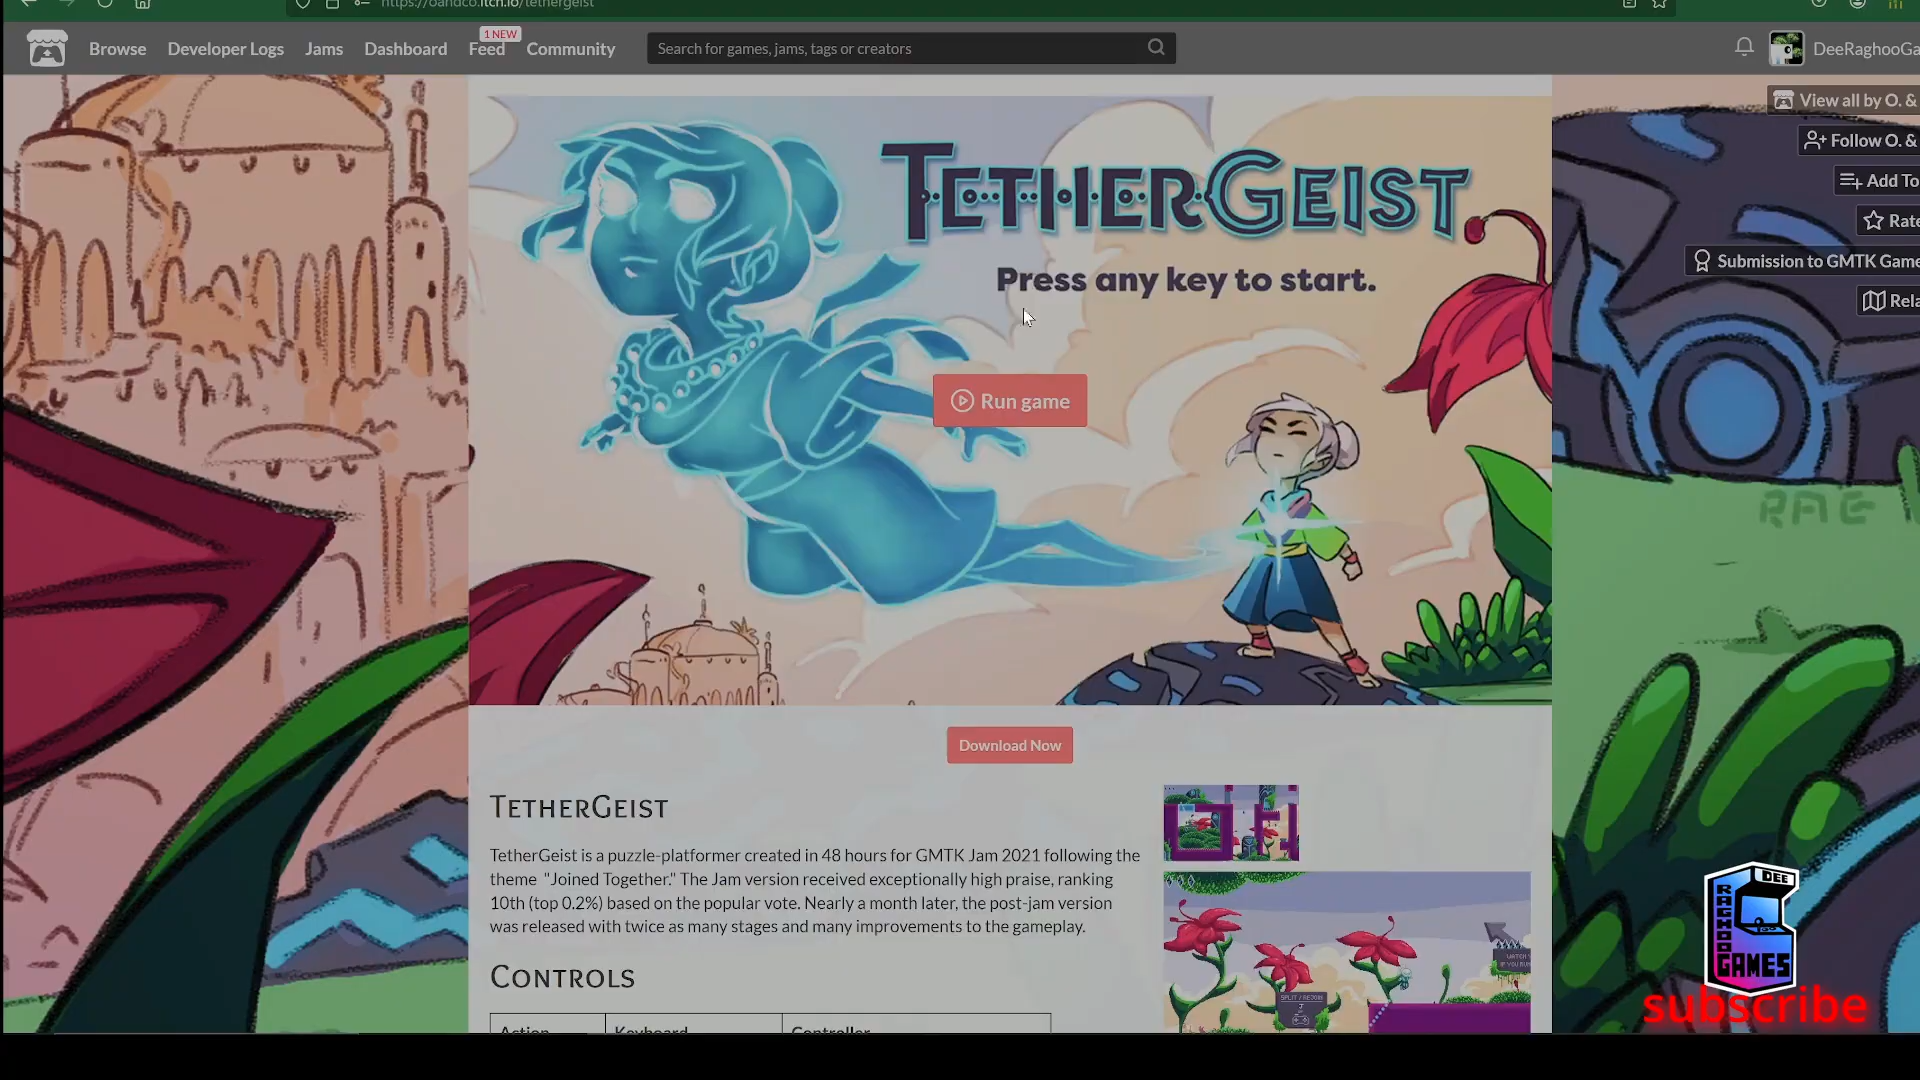 https://oandco.itch.io/tethergeist
Browse
Developer Logs
Jams
Dashboard
Feed
1 NEW
Community
Search for games, jams, tags or creators
DeeRaghooGa
View all by O. &
Follow O. &
Add To
Rate
Submission to GMTK Game
Rela
TETHERGEIST
Press any key to start.
Run game
Download Now
TETHERGEIST
TetherGeist is a puzzle-platformer created in 48 hours for GMTK Jam 2021 following the
theme "Joined Together." The Jam version received exceptionally high praise, ranking
10th (top 0.2%) based on the popular vote. Nearly a month later, the post-jam version
was released with twice as many stages and many improvements to the gameplay.
CONTROLS
Action
Keyboard
Controller
SPLIT / REJOIN
DEE
RAGHOO
GAMES
subscribe